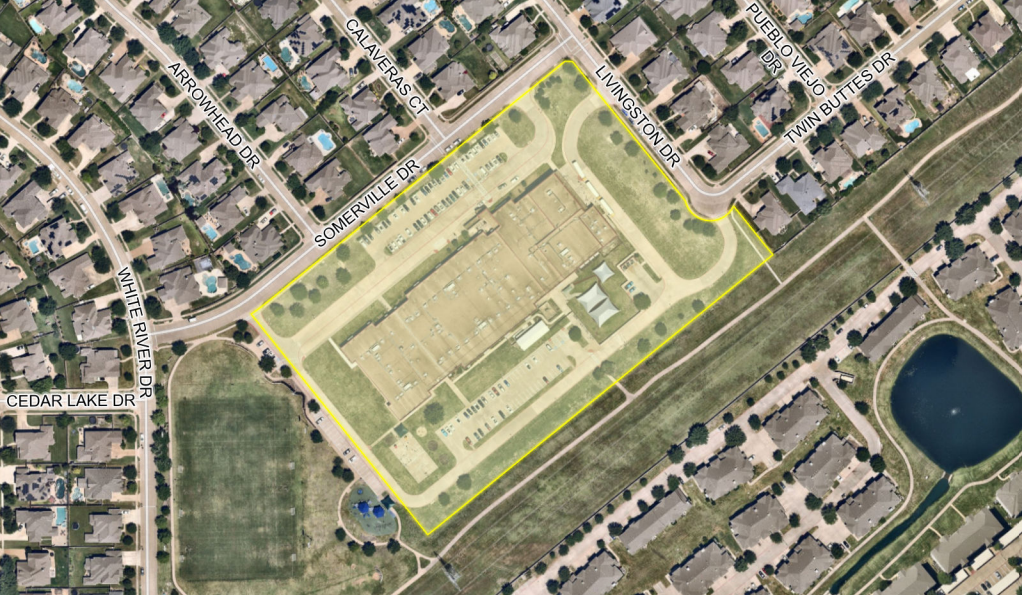 CALAVERAS CT
PUEBLO VIEJO
DR
TWIN BUTTES DR
LIVINGSTON DR
ARROWHEAD DR
SOMERVILLE DR
WHITE RIVER DR
CEDAR LAKE DR